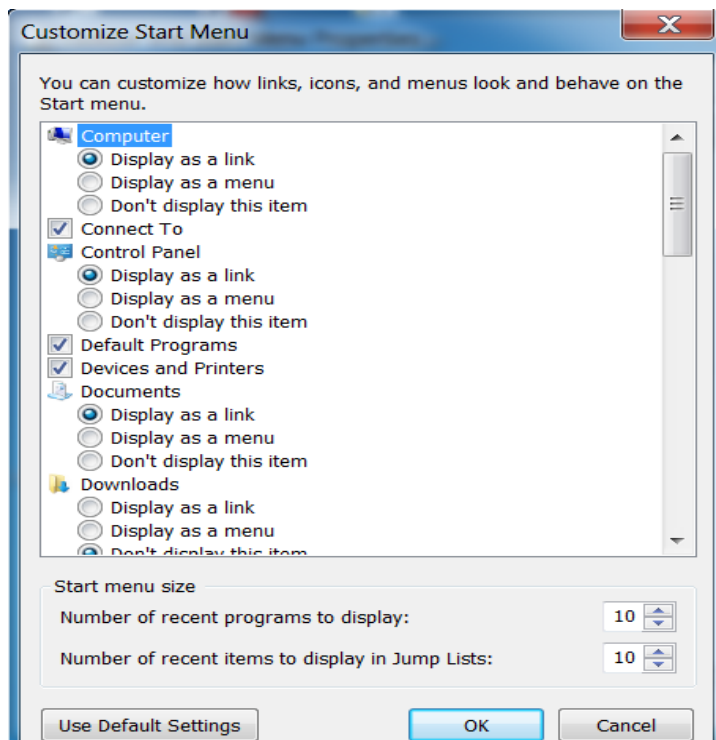 Customize Start Menu
You can customize how links, icons, and menus look and behave on the
Start menu.
Computer
Display as a link
Display as a menu
Don't display this item
Connect To
Control Panel
Display as a link
Display as a menu
Don't display this item
Default Programs
Devices and Printers
Documents
Display as a link
Display as a menu
Don't display this item
Downloads
Display as a link
Display as a menu
Don't display this item
Start menu size
Number of recent programs to display: 10
Number of recent items to display in Jump Lists: 10
Use Default Settings OK Cancel